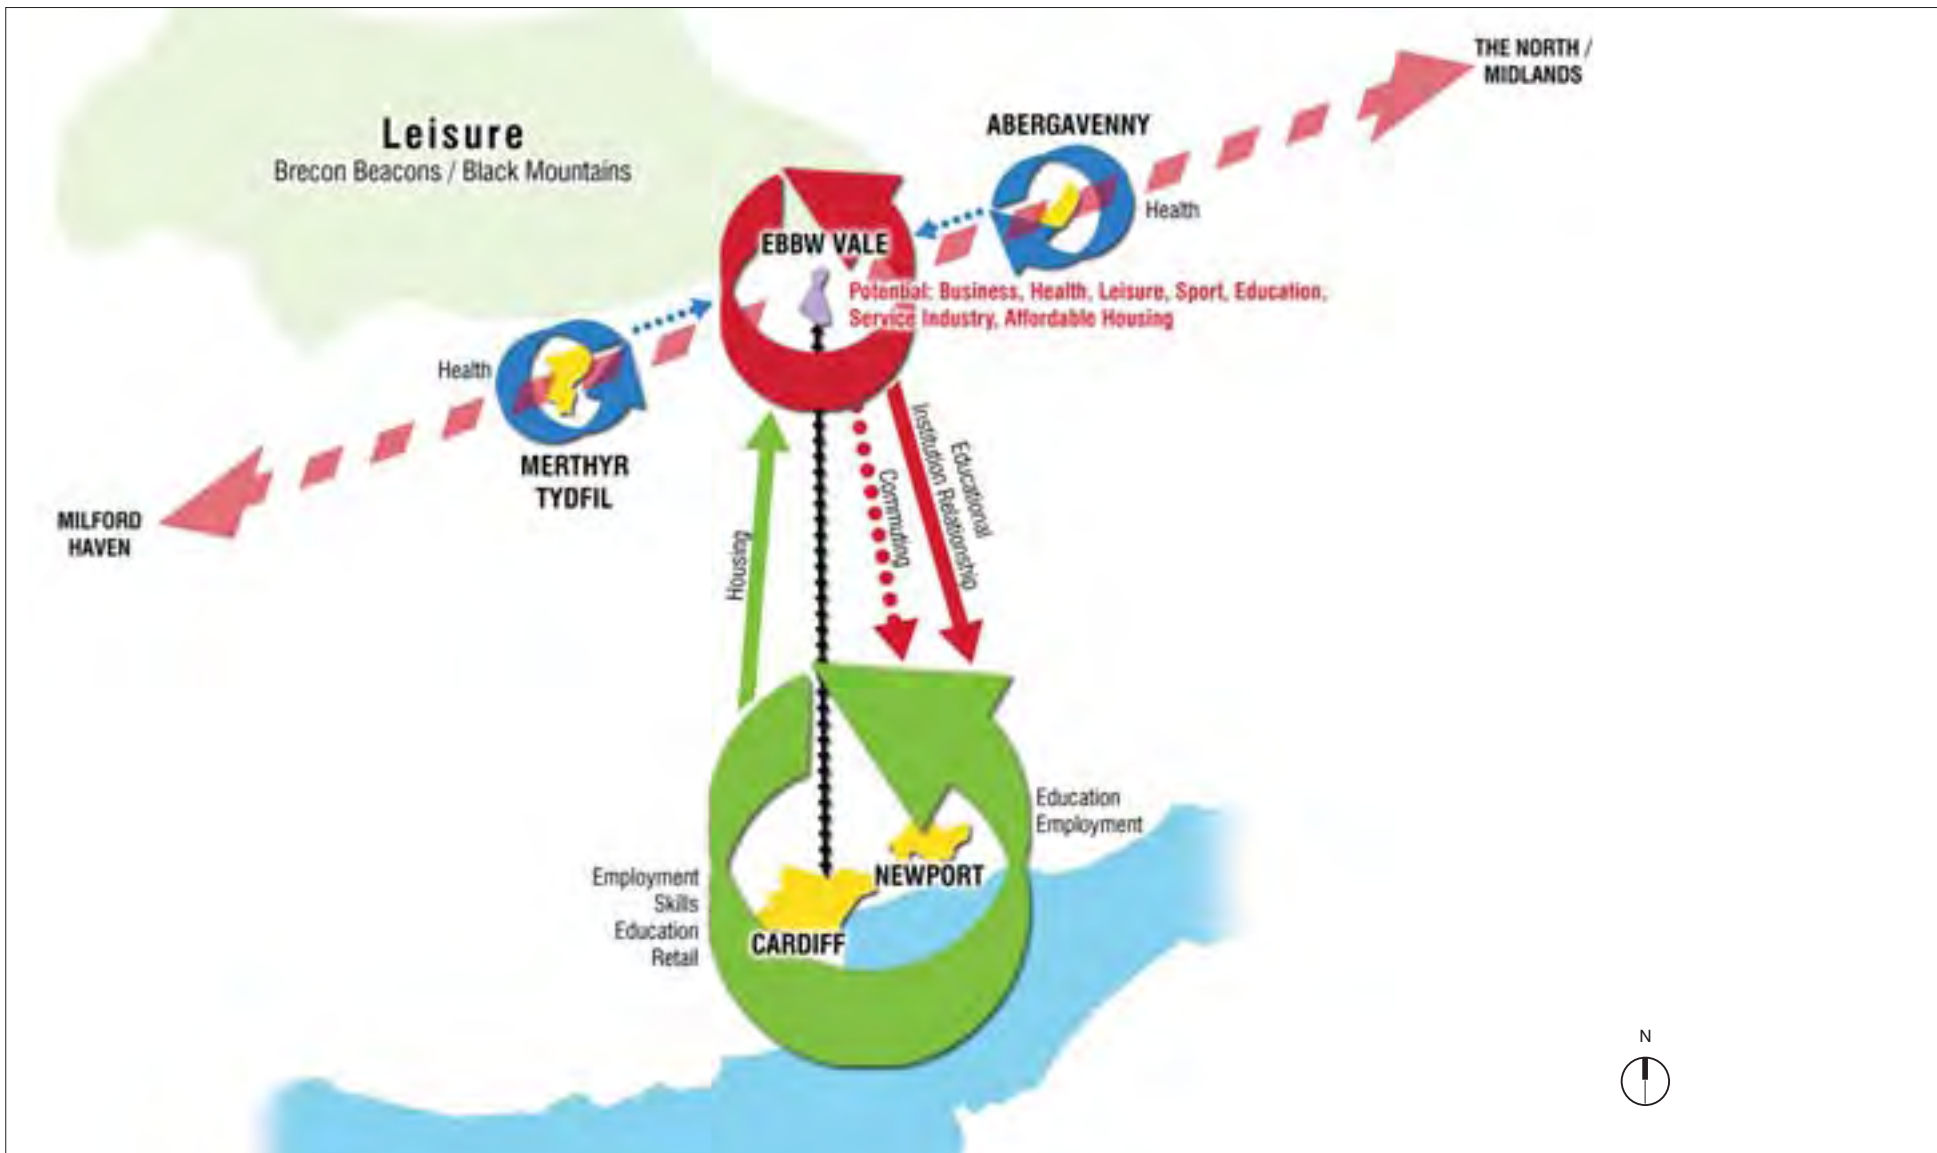 THE NORTH /
MIDLANDS
ABERGAVENNY
Leisure
Brecon Beacons / Black Mountains
Health
EBBW VALE
Potential: Business, Health, Leisure, Sport, Education,
Service Industry, Affordable Housing
Health
MERTHYR
TYDFIL
MILFORD
HAVEN
Housing
Commuting
Educational
Institution Relationship
Education
Employment
NEWPORT
Employment
Skills
Education
Retail
CARDIFF
N